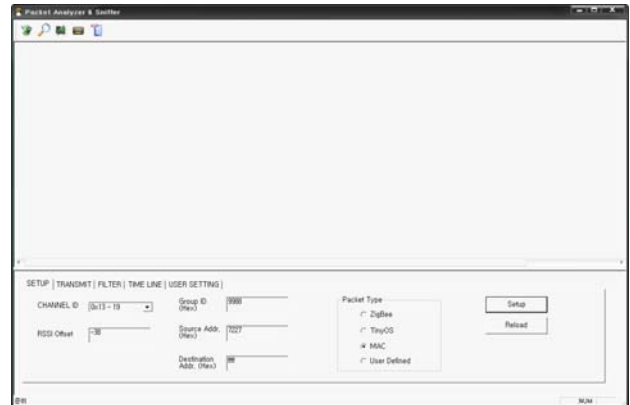 Packet Analyzer & Sniffer
SETUP | TRANSMIT | FILTER | TIME LINE | USER SETTING |
CHANNEL ID
0x13 - 19
RSSI Offset
-38
Group ID (Hex)
9988
Source Addr. (Hex)
7227
Destination Addr. (Hex)
Packet Type
ZigBee
TinyOS
MAC
User Defined
Setup
Reload
NUM